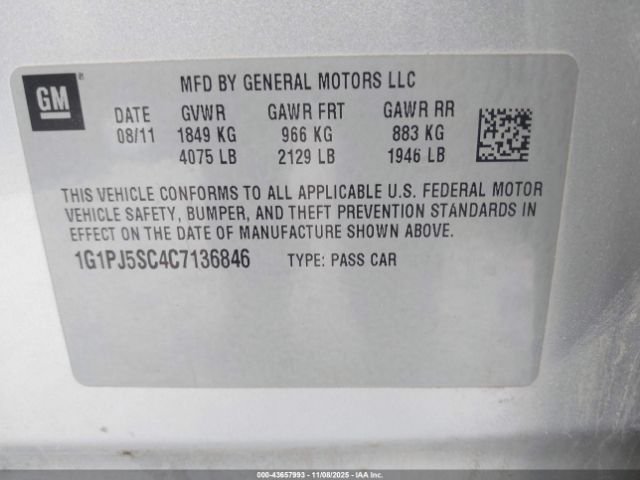 GM
MFD BY GENERAL MOTORS LLC
DATE GVWR GAWR FRT GAWR RR
08/11 1849 KG 966 KG 883 KG
4075 LB 2129 LB 1946 LB
THIS VEHICLE CONFORMS TO ALL APPLICABLE U.S. FEDERAL MOTOR
VEHICLE SAFETY, BUMPER, AND THEFT PREVENTION STANDARDS IN
EFFECT ON THE DATE OF MANUFACTURE SHOWN ABOVE.
1G1PJ5SC4C7136846 TYPE: PASS CAR
000-43657993 - 11/08/2025 - IAA Inc.